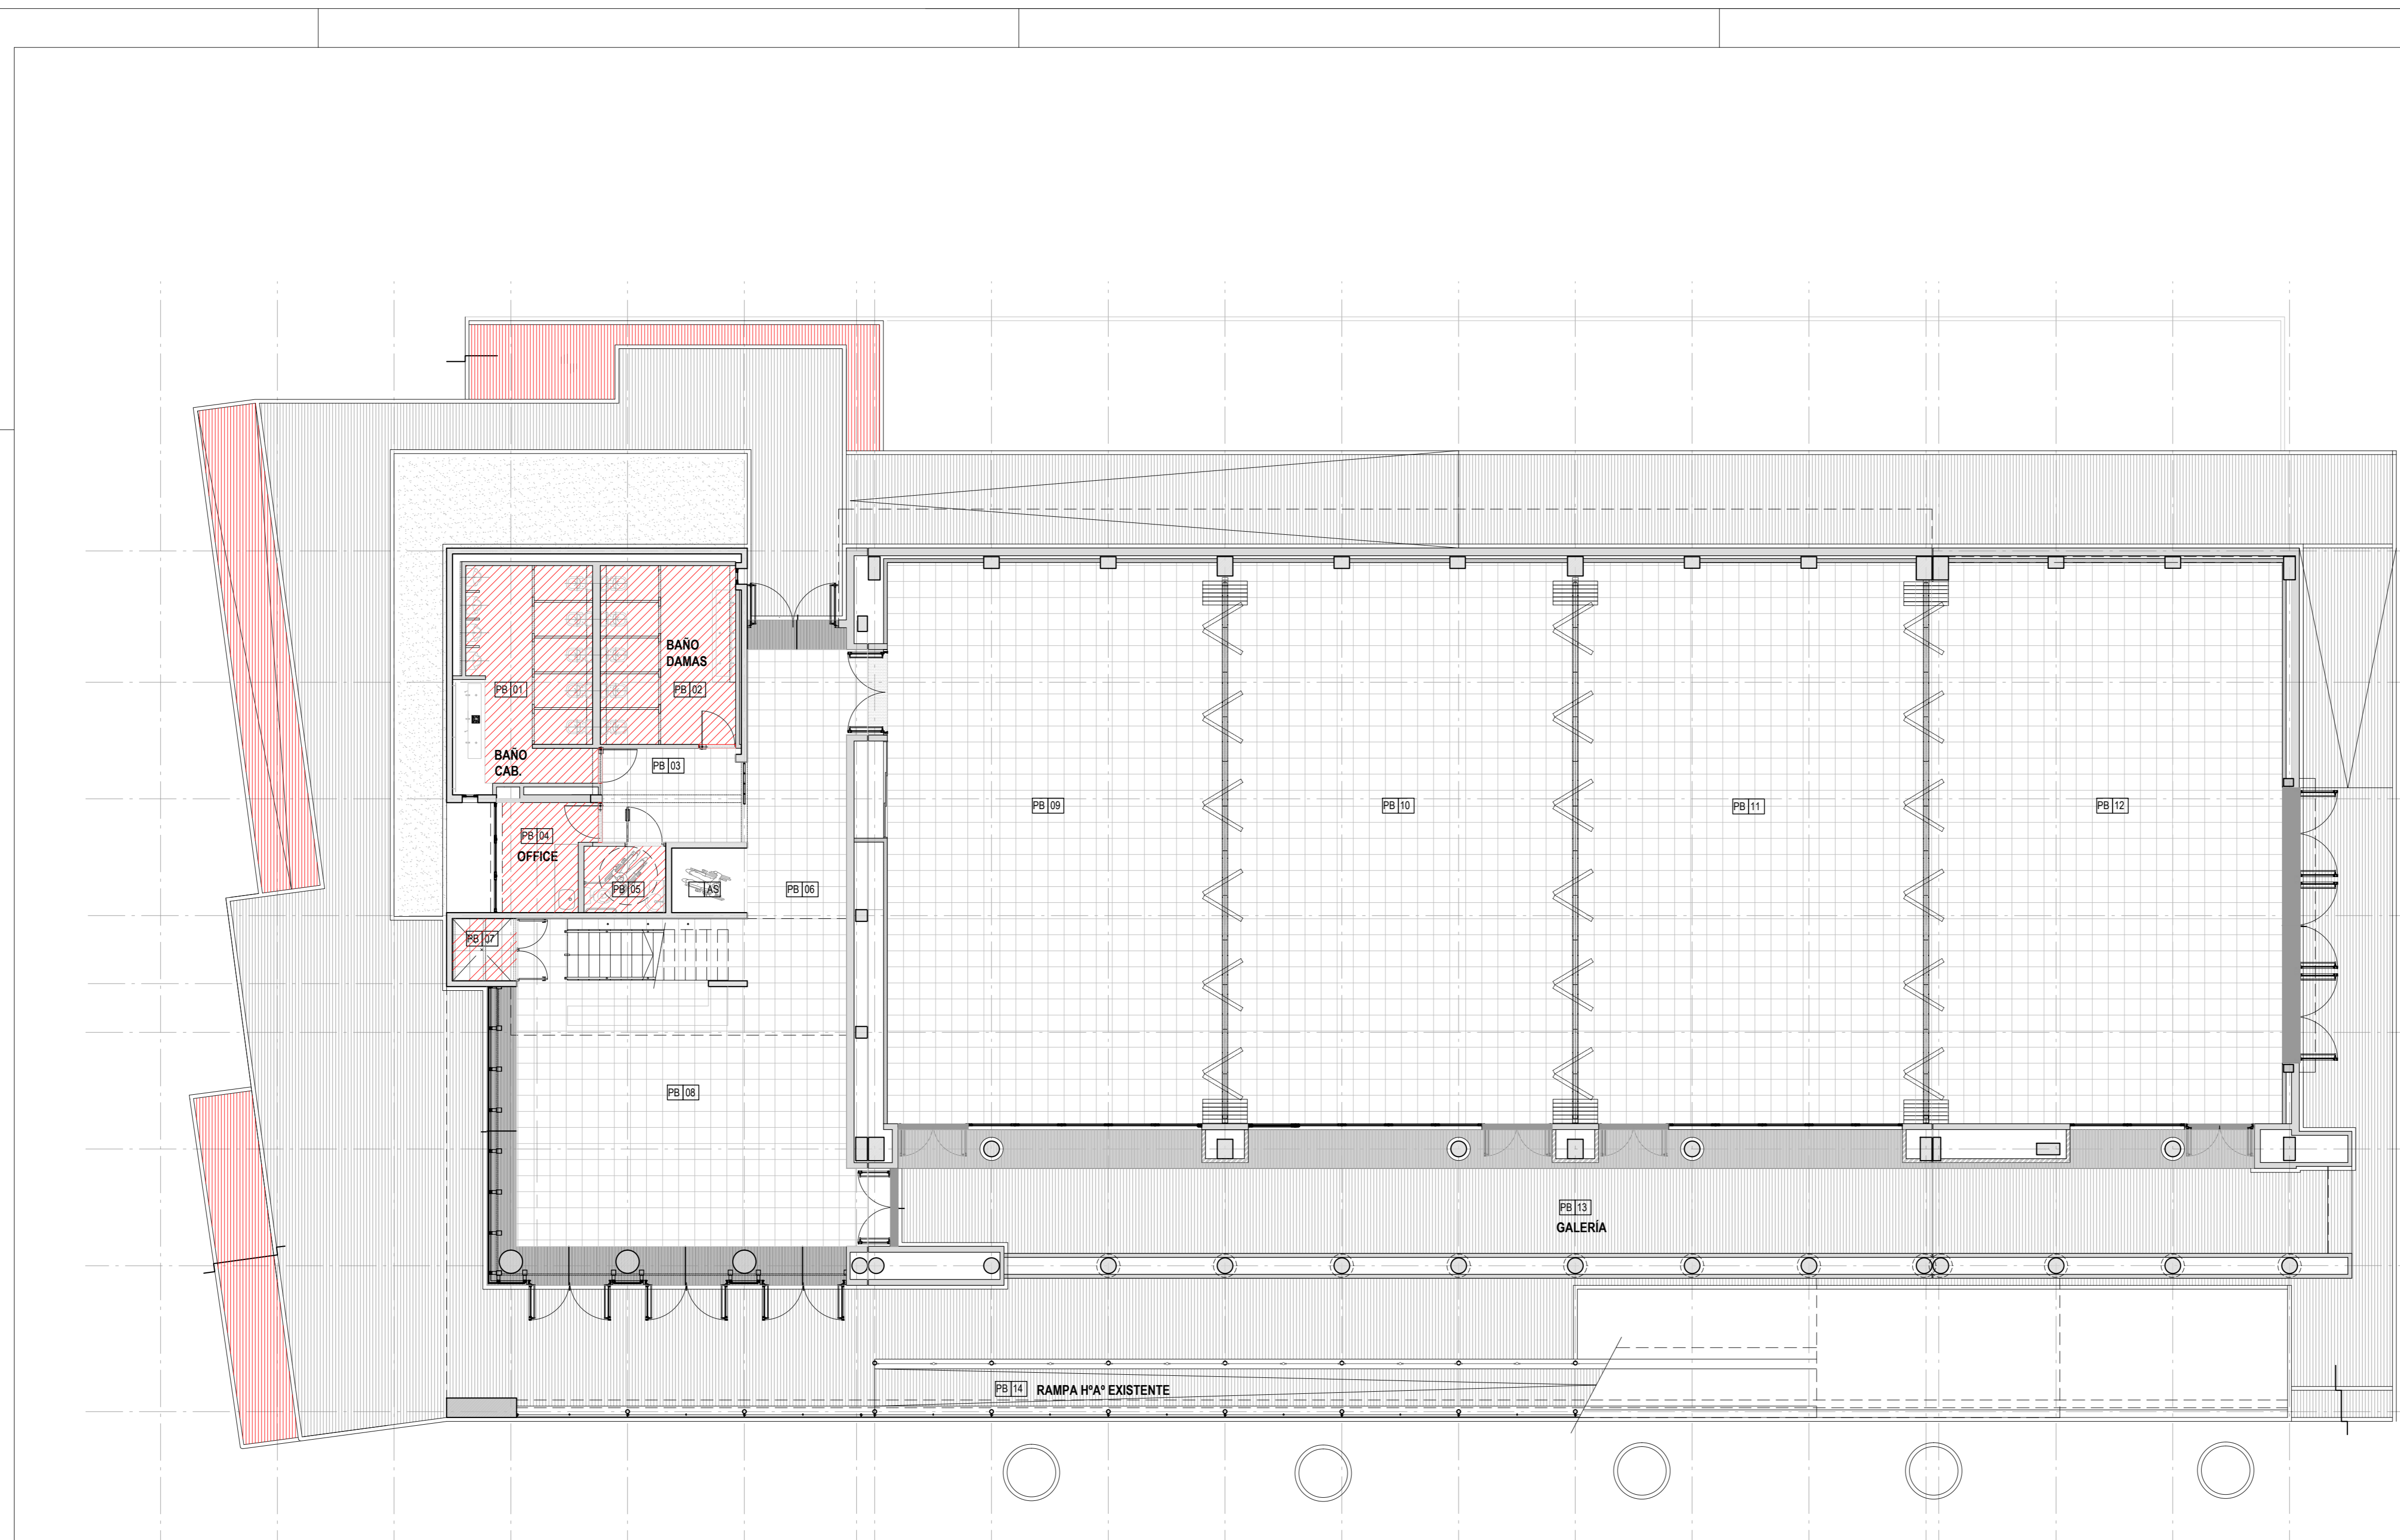 BAÑO
DAMAS
PB 01
PB 02
BAÑO
CAB.
PB 03
PB 04
OFFICE
PB 05
AS
PB 06
PB 07
PB 08
PB 09
PB 10
PB 11
PB 12
PB 13
GALERÍA
PB 14 RAMPA HºAº EXISTENTE